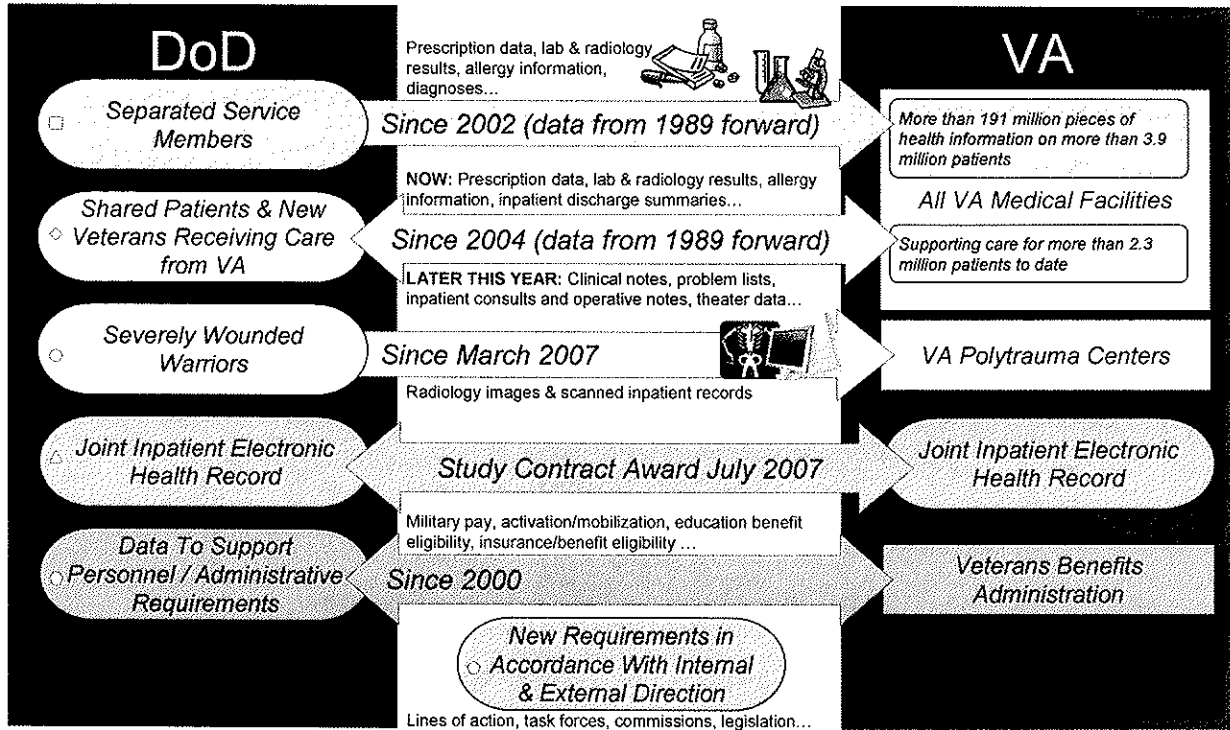 DoD
Prescription data, lab & radiology
results, allergy information,
diagnoses...
VA
Separated Service
Members
Since 2002 (data from 1989 forward)
More than 191 million pieces of
health information on more than 3.9
million patients
NOW: Prescription data, lab & radiology results, allergy
information, inpatient discharge summaries...
All VA Medical Facilities
Shared Patients & New
Veterans Receiving Care
from VA
Since 2004 (data from 1989 forward)
Supporting care for more than 2.3
million patients to date
LATER THIS YEAR: Clinical notes, problem lists,
inpatient consults and operative notes, theater data...
Severely Wounded
Warriors
Since March 2007
VA Polytrauma Centers
Radiology images & scanned inpatient records
Joint Inpatient Electronic
Health Record
Study Contract Award July 2007
Joint Inpatient Electronic
Health Record
Military pay, activation/mobilization, education benefit
eligibility, insurance/benefit eligibility ...
Data To Support
Personnel / Administrative
Requirements
Since 2000
Veterans Benefits
Administration
New Requirements in
Accordance With Internal
& External Direction
Lines of action, task forces, commissions, legislation...